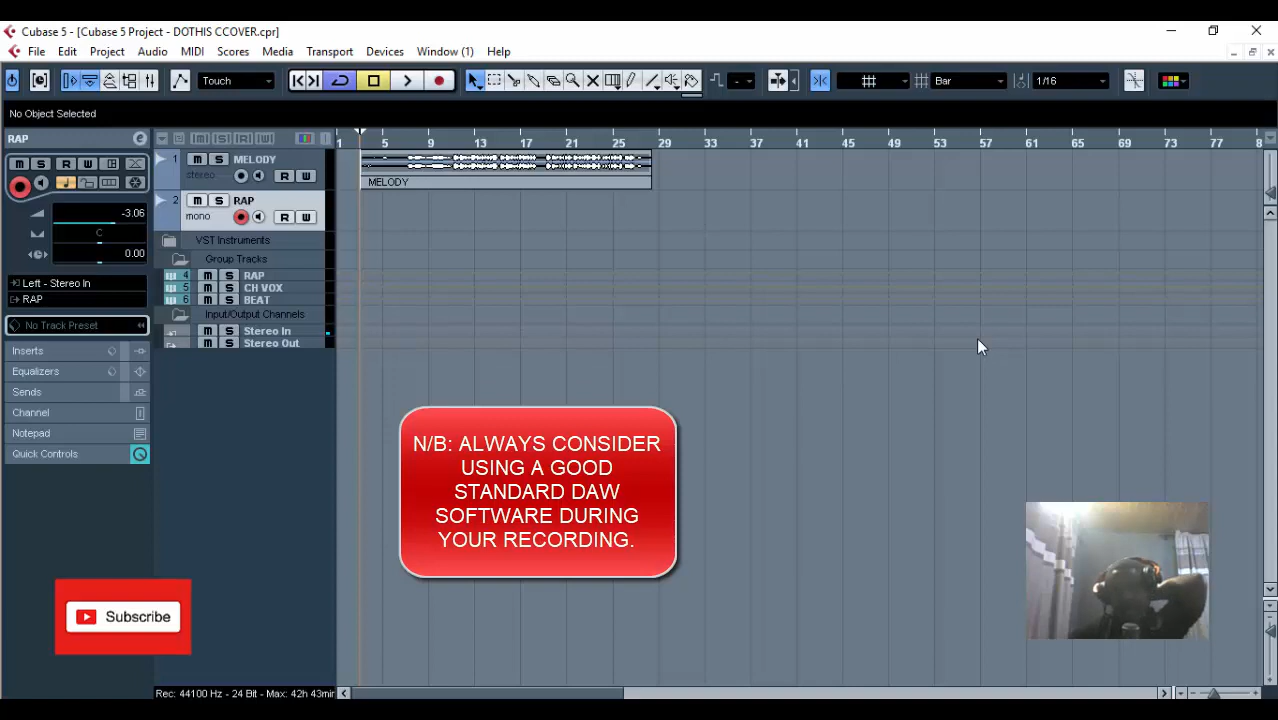 Cubase 5 - [Cubase 5 Project - DOTHIS CCOVER.cpr]
File Edit Project Audio MIDI Scores Media Transport Devices Window (1) Help
Touch Bar 1/16
No Object Selected
RAP
M S R W
-3.06
C
0.00
Left - Stereo In
RAP
No Track Preset
Inserts
Equalizers
Sends
Channel
Notepad
Quick Controls
M S R W
1 5 9 13 17 21 25 29 33 37 41 45 49 53 57 61 65 69 73 77 8
1 M S MELODY
stereo R W
MELODY
2 M S RAP
mono R W
VST Instruments
Group Tracks
4 M S RAP
5 M S CH VOX
6 M S BEAT
Input/Output Channels
M S Stereo In
M S Stereo Out
N/B: ALWAYS CONSIDER
USING A GOOD
STANDARD DAW
SOFTWARE DURING
YOUR RECORDING.
Subscribe
Rec: 44100 Hz - 24 Bit - Max: 42h 43min